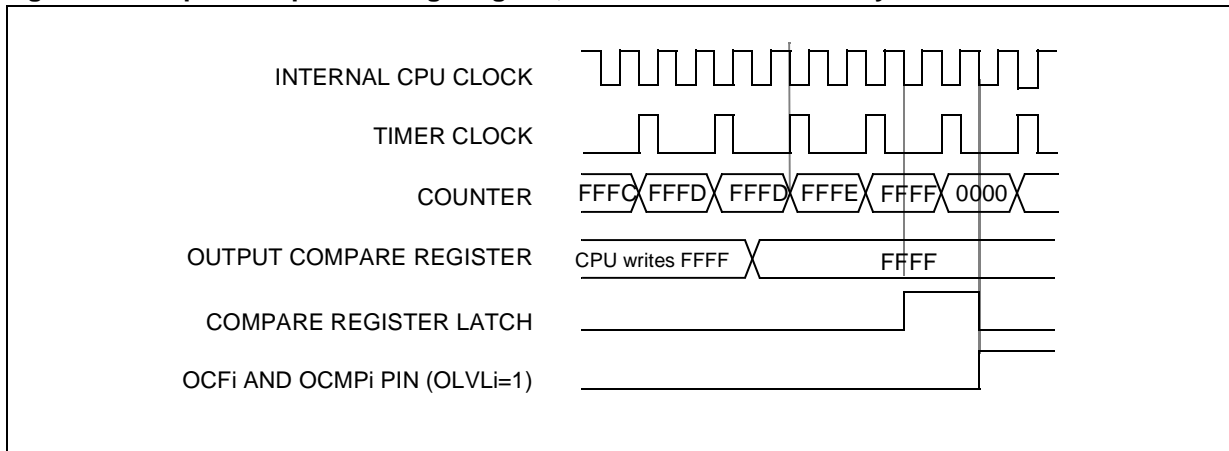 INTERNAL CPU CLOCK
TIMER CLOCK
COUNTER FFFC FFFD FFFD FFFE FFFF 0000
OUTPUT COMPARE REGISTER CPU writes FFFF FFFF
COMPARE REGISTER LATCH
OCFi AND OCMPi PIN (OLVLi=1)